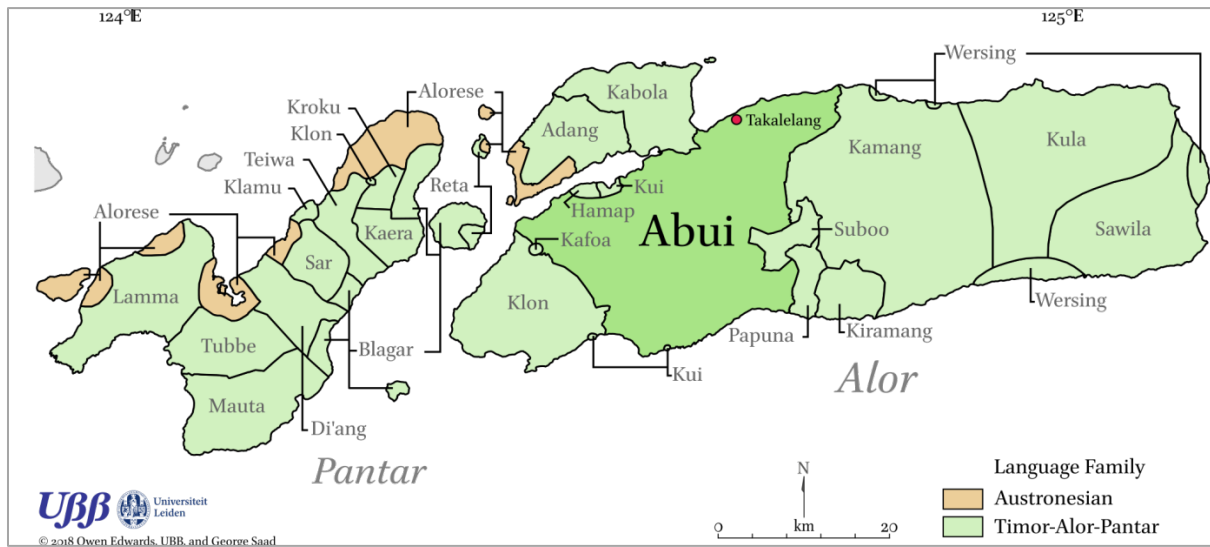 124°E
125°E
Wersing
Alorese
Kabola
Kroku
Adang
Takalelang
Klon
Kamang
Kula
Teiwa
Klamu
Reta
Kui
Hamap
Alorese
Kaera
Abui
Suboo
Kafoa
Sar
Sawila
Lamma
Klon
Wersing
Tubbe
Blagar
Papuna
Kiramang
Kui
Alor
Mauta
Di'ang
Pantar
N
km
0
20
Language Family
Austronesian
Timor-Alor-Pantar
UBB
Universiteit
Leiden
© 2018 Owen Edwards, UBB, and George Saad